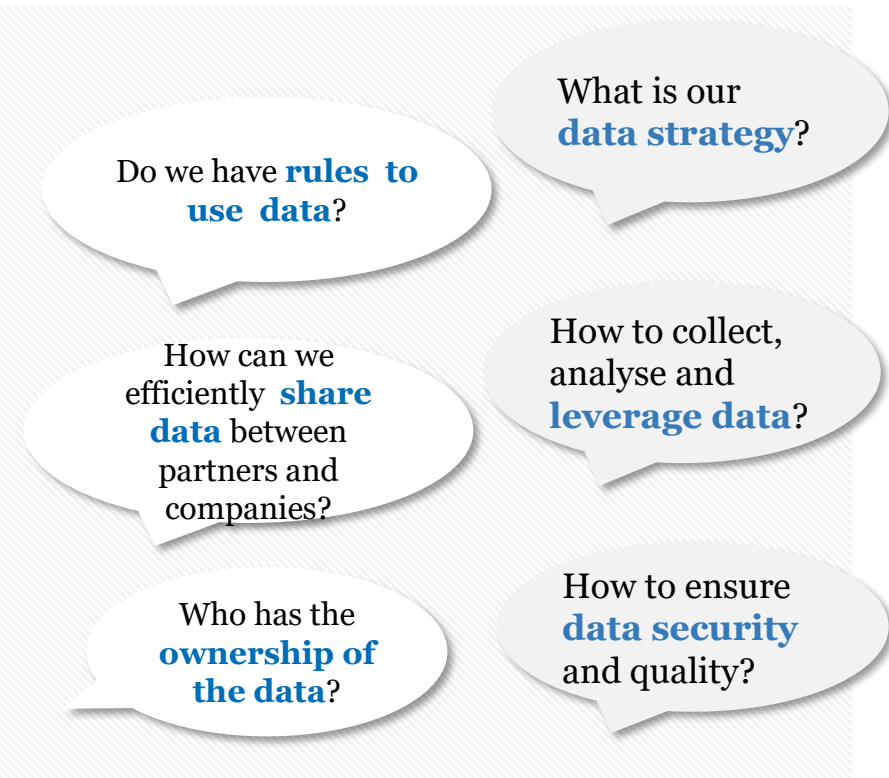 What is our
data strategy?
Do we have rules to
use data?
How can we
efficiently share
data between
partners and
companies?
How to collect,
analyse and
leverage data?
Who has the
ownership of
the data?
How to ensure
data security
and quality?